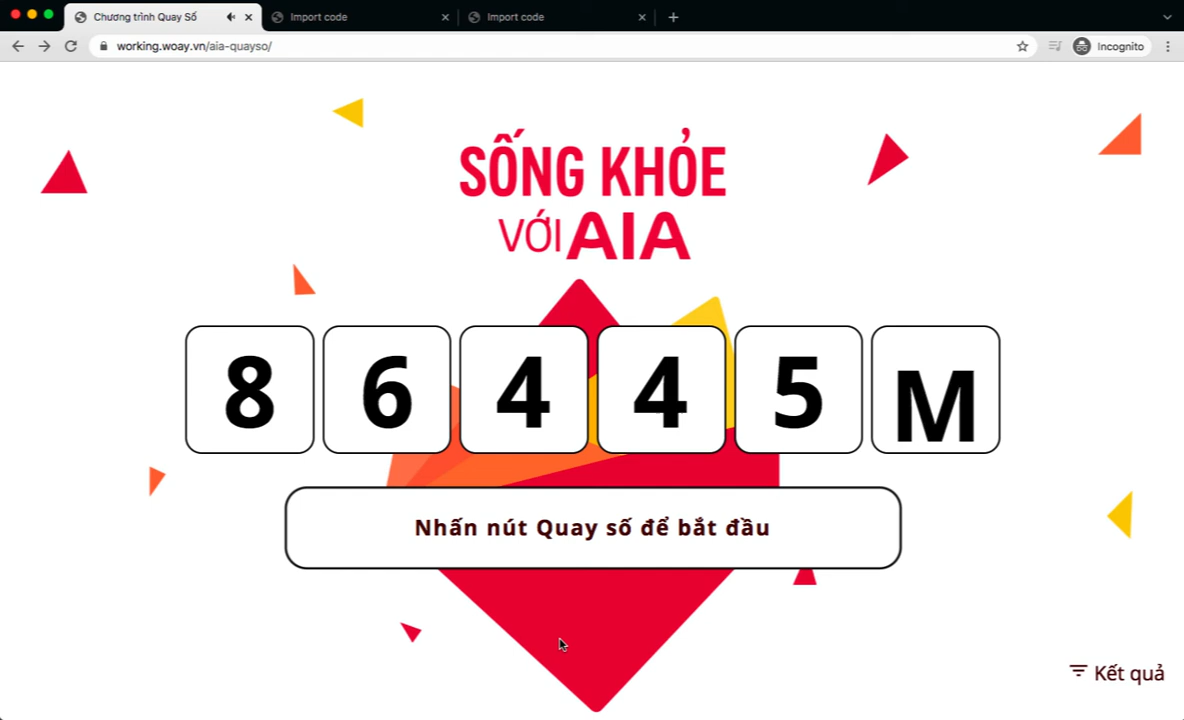 Chương trình Quay Số
Import code
Import code
working.woay.vn/aia-quayso/
Incognito
SỐNG KHỎE
VỚI AIA
8 6 4 4 5 M
Nhấn nút Quay số để bắt đầu
Kết quả